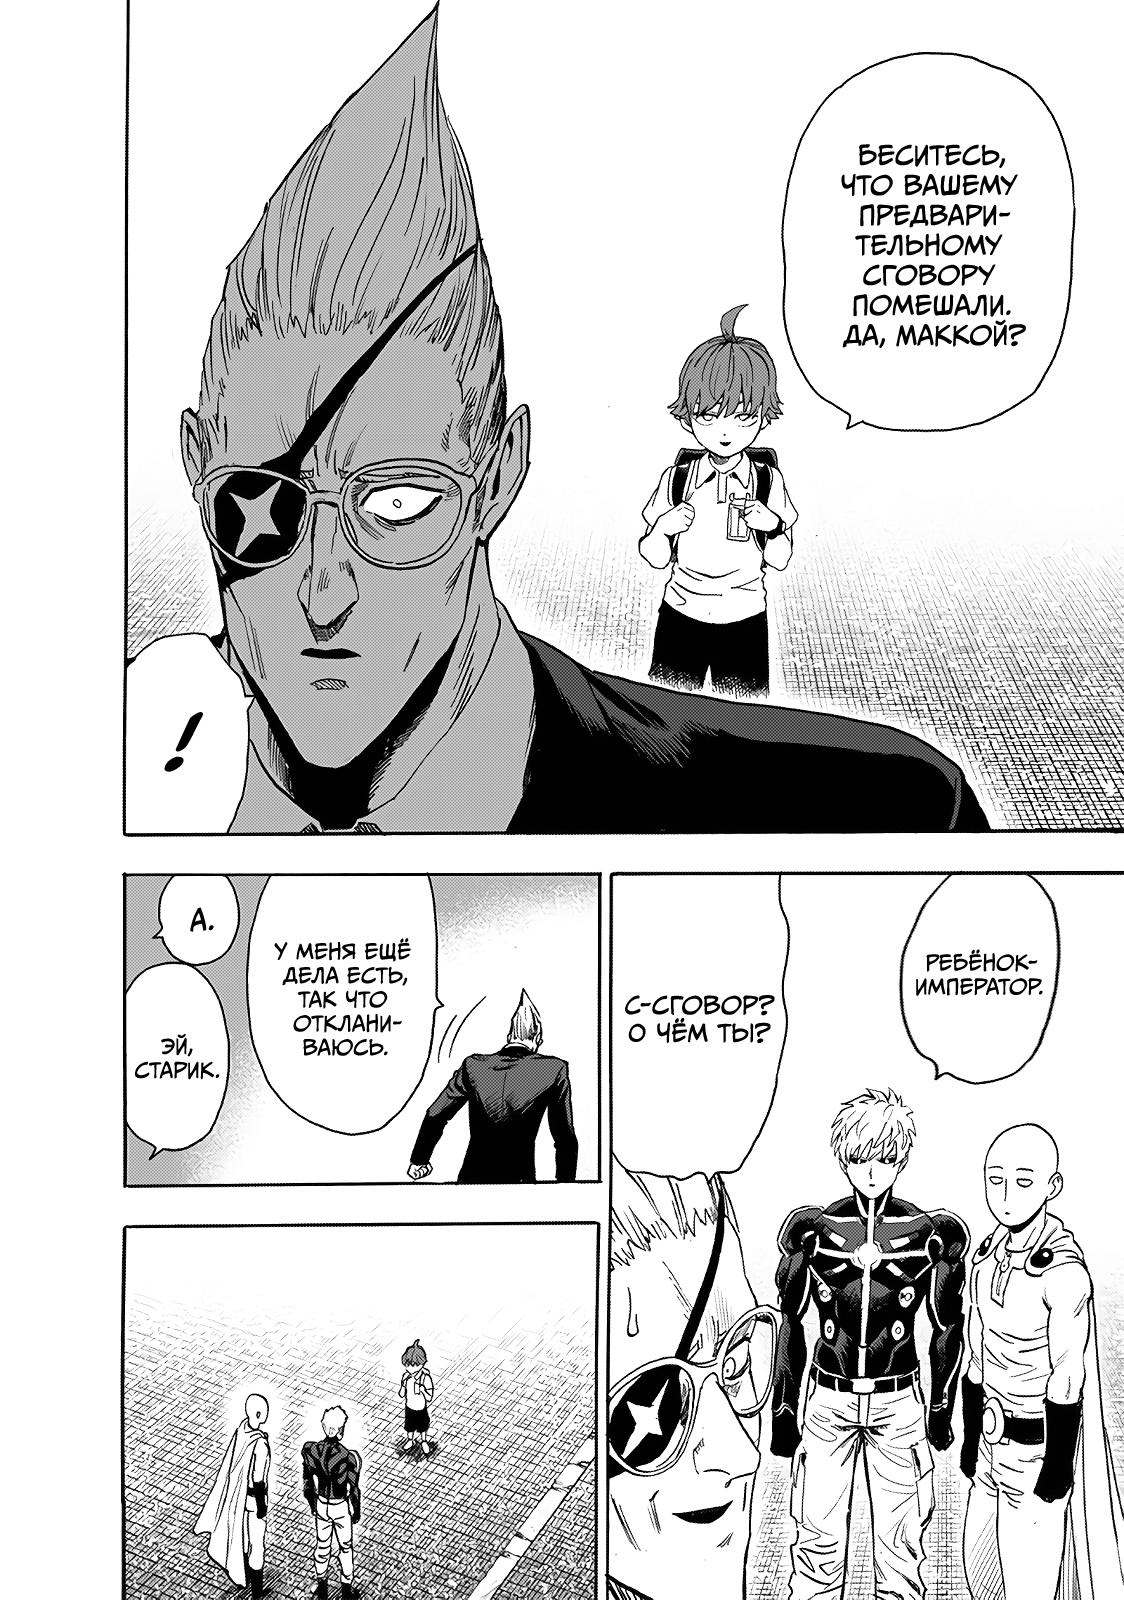 БЕСИТЕСЬ,
ЧТО ВАШЕМУ
ПРЕДВАРИ-
ТЕЛЬНОМУ
СГОВОРУ
ПОМЕШАЛИ.
ДА, МАККОЙ?
!
РЕБЁНОК-
ИМПЕРАТОР.
С-СГОВОР?
О ЧЁМ ТЫ?
У МЕНЯ ЕЩЁ
ДЕЛА ЕСТЬ,
ТАК ЧТО
ОТКЛАНИ-
ВАЮСЬ.
А.
ЭЙ,
СТАРИК.